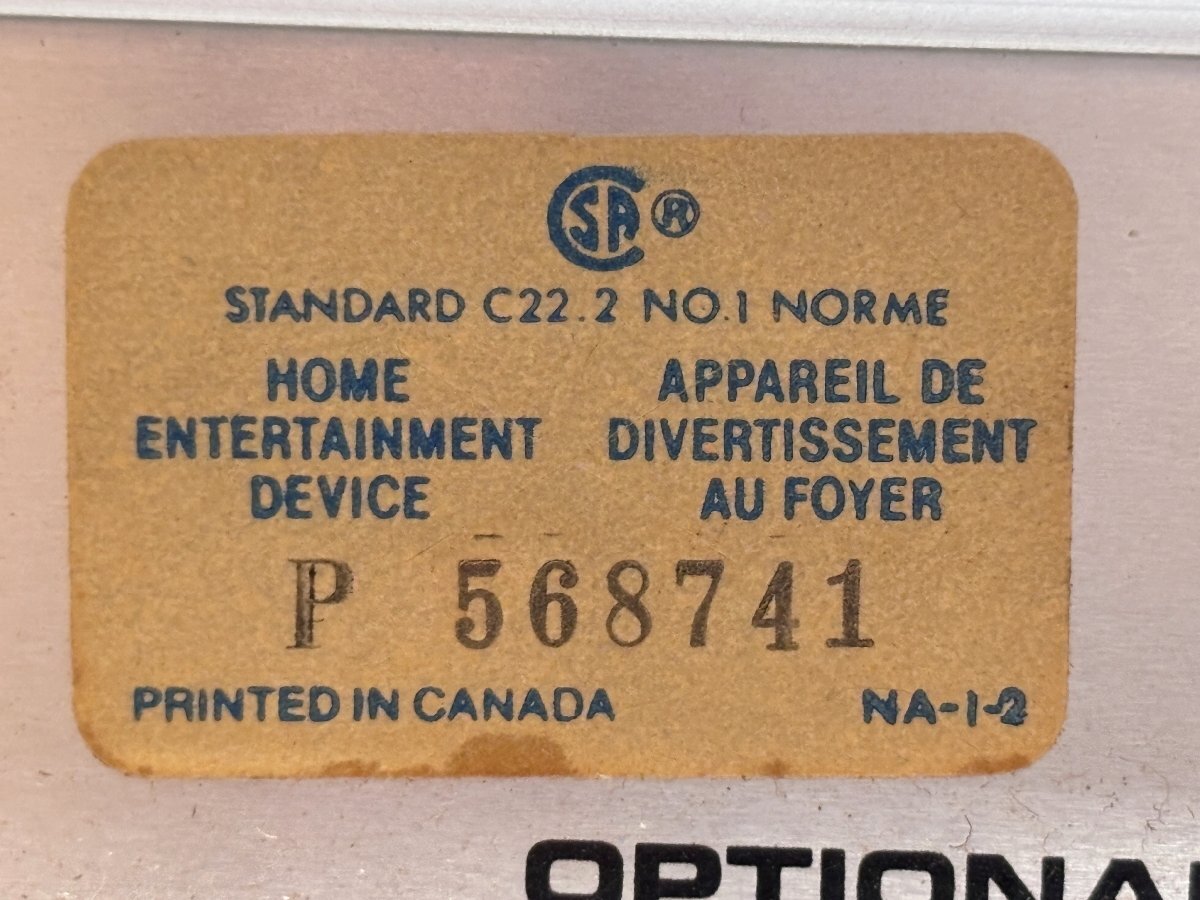 CSA ®
STANDARD C22.2 NO.1 NORME
HOME
ENTERTAINMENT
DEVICE
APPAREIL DE
DIVERTISSEMENT
AU FOYER
P 568741
PRINTED IN CANADA
NA-1-2
OPTIONA